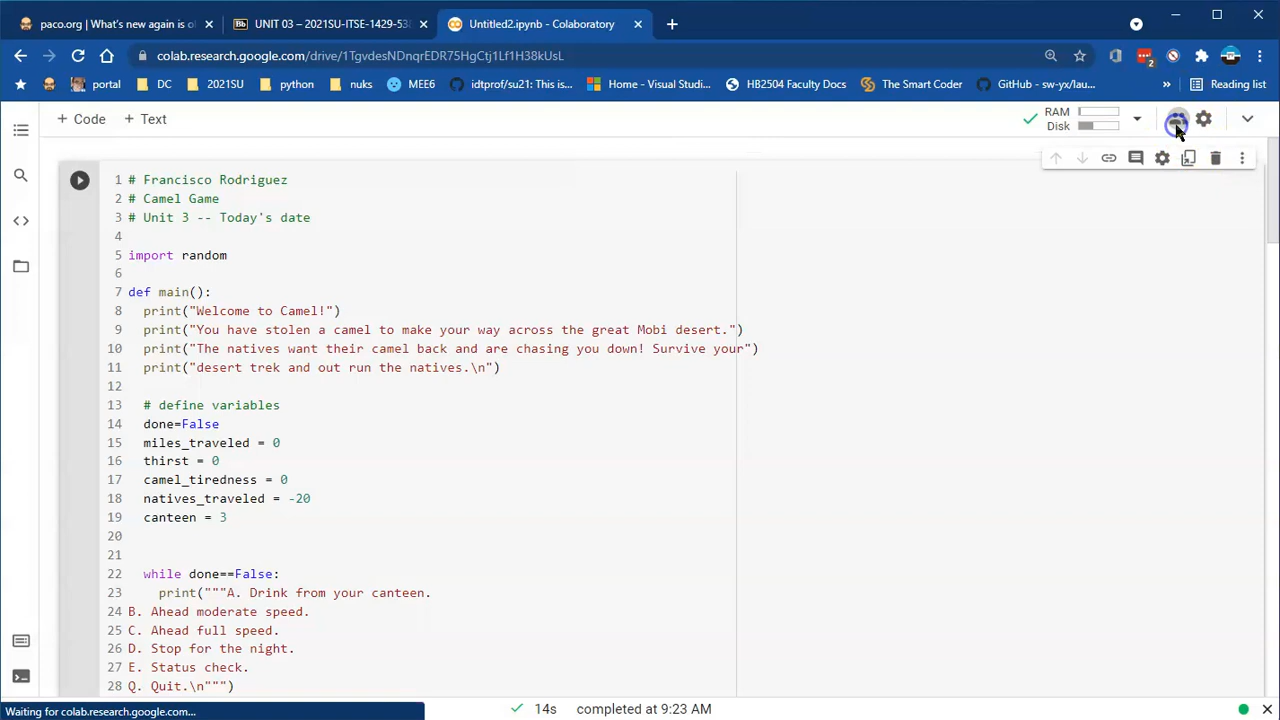 paco.org | What's new again is ol
UNIT 03 – 2021SU-ITSE-1429-53
Untitled2.ipynb - Colaboratory
colab.research.google.com/drive/1TgvdesNDnqrEDR75HgCtj1Lf1H38kUsL
portal
DC
2021SU
python
nuks
MEE6
idtprof/su21: This is...
Home - Visual Studi...
HB2504 Faculty Docs
The Smart Coder
GitHub - sw-yx/lau...
»
Reading list
+ Code + Text
RAM
Disk
1 # Francisco Rodriguez
2 # Camel Game
3 # Unit 3 -- Today's date
4
5 import random
6
7 def main():
8 print("Welcome to Camel!")
9 print("You have stolen a camel to make your way across the great Mobi desert.")
10 print("The natives want their camel back and are chasing you down! Survive your")
11 print("desert trek and out run the natives.\n")
12
13 # define variables
14 done=False
15 miles_traveled = 0
16 thirst = 0
17 camel_tiredness = 0
18 natives_traveled = -20
19 canteen = 3
20
21
22 while done==False:
23 print("""A. Drink from your canteen.
24 B. Ahead moderate speed.
25 C. Ahead full speed.
26 D. Stop for the night.
27 E. Status check.
28 Q. Quit.\n""")
Waiting for colab.research.google.com...
14s completed at 9:23 AM